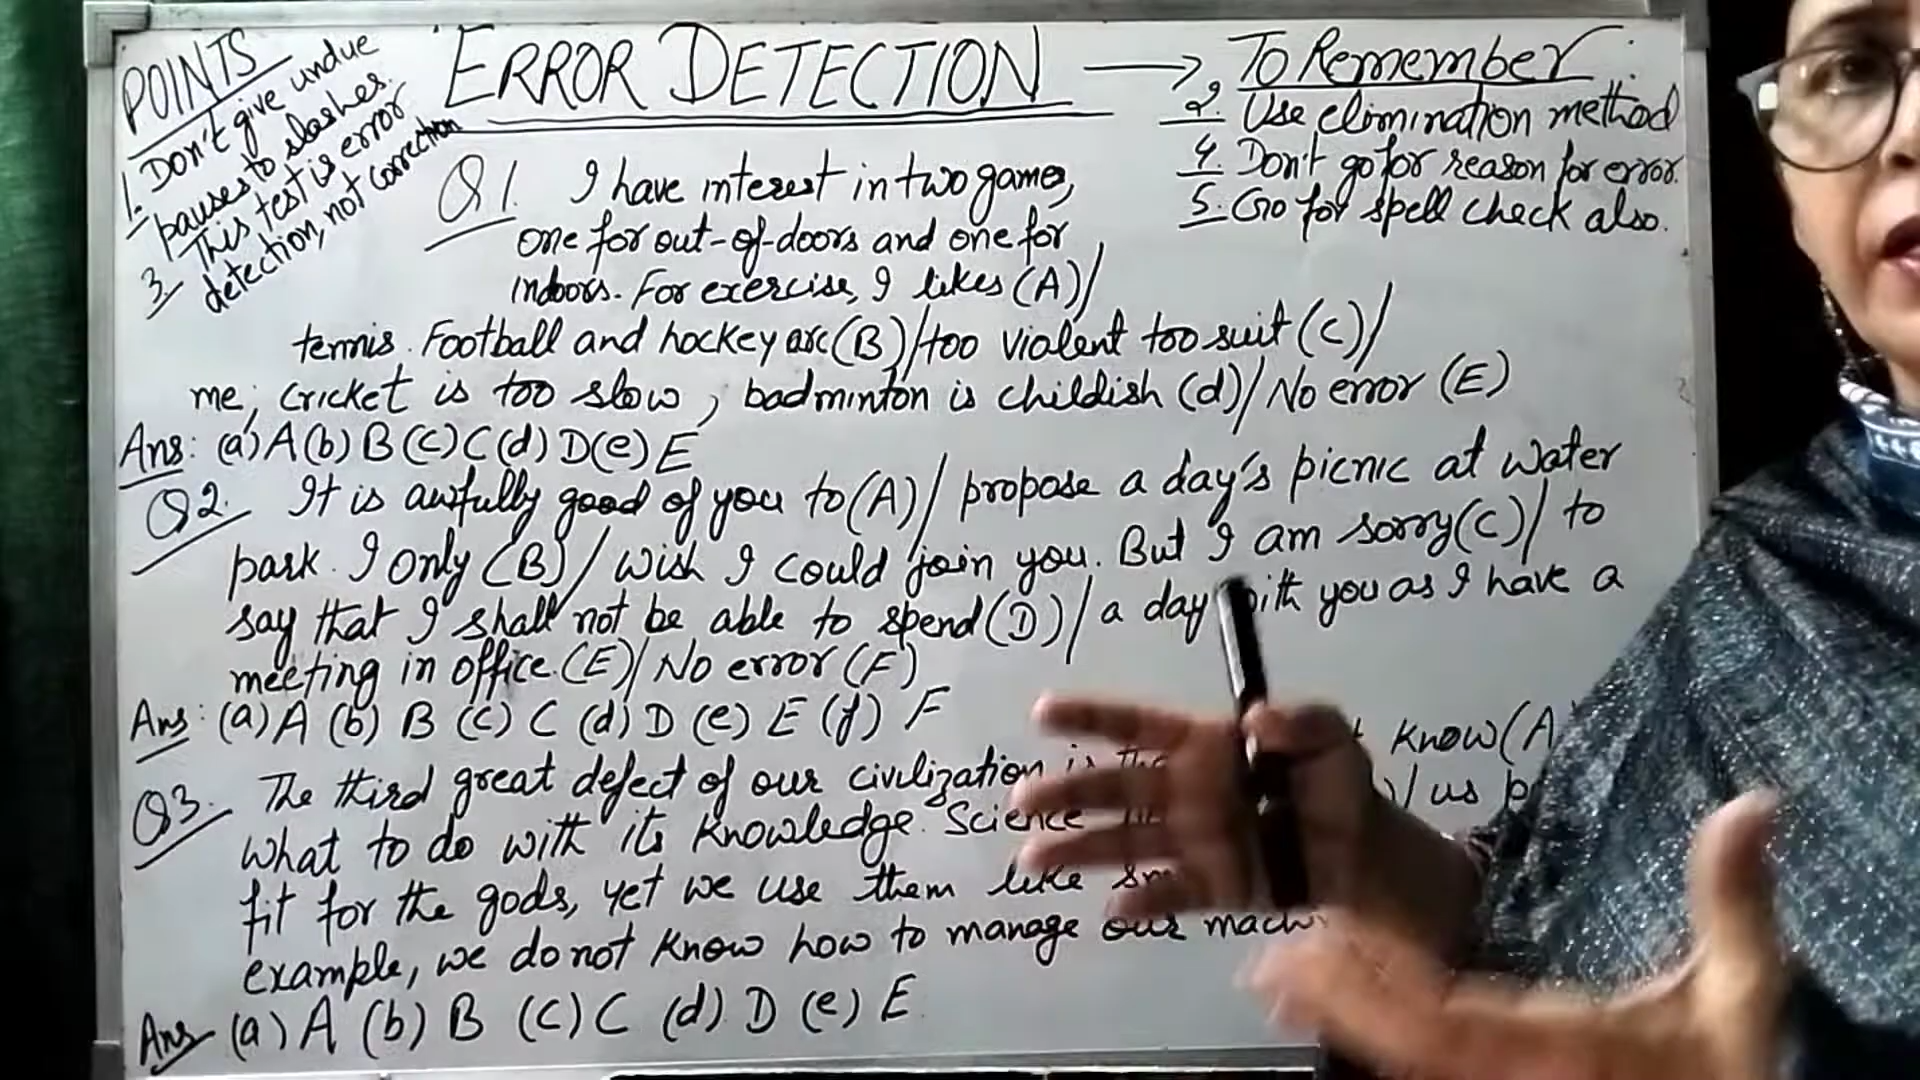 POINTS
1. Don't give undue
pauses to slashes.
3. This test is error
detection, not correction
ERROR DETECTION → To Remember:
2. Use elimination method
4. Don't go for reason for error.
5. Go for spell check also.
Q1. I have interest in two games,
one for out-of-doors and one for
indoors. For exercise, I likes (A)/
tennis. Football and hockey are (B)/too violent too suit (C)/
me; cricket is too slow; badminton is childish (d)/No error (E)
Ans: (a) A (b) B (c) C (d) D (e) E
Q2. It is awfully good of you to (A)/ propose a day's picnic at water
park. I only (B)/ wish I could join you. But I am sorry (C)/ to
say that I shall not be able to spend (D)/ a day with you as I have a
meeting in office. (E)/ No error (F)
Ans: (a) A (b) B (c) C (d) D (e) E (f) F
Q3. The third great defect of our civilization is know (A)
what to do with its knowledge. Science / us
fit for the gods, yet we use them like
example, we do not know how to manage our
Ans (a) A (b) B (c) C (d) D (e) E